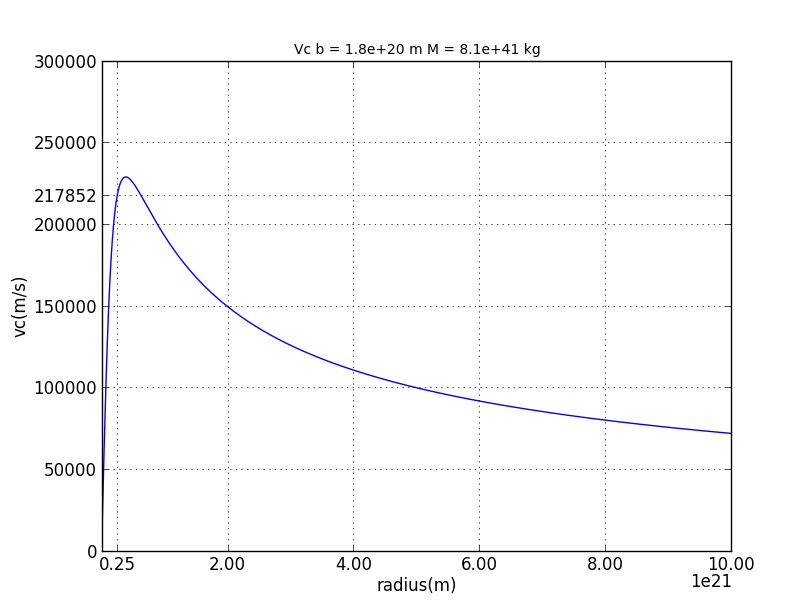 Vc b = 1.8e+20 m M = 8.1e+41 kg
300000
250000
217852
200000
150000
100000
50000
0
vc(m/s)
0.25 2.00 4.00 6.00 8.00 10.00
1e21
radius(m)